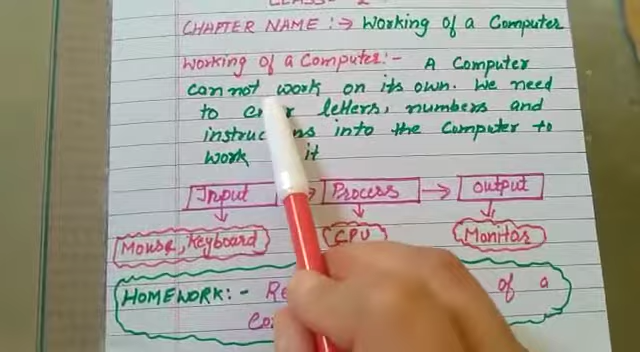 CHAPTER NAME :→ Working of a Computer
Working of a Computer:- A Computer
can not work on its own. We need
to letters, numbers and
into the Computer to
work it
Input → Process → output
Mouse, Keyboard CPU Monitor
HOMEWORK:- of a